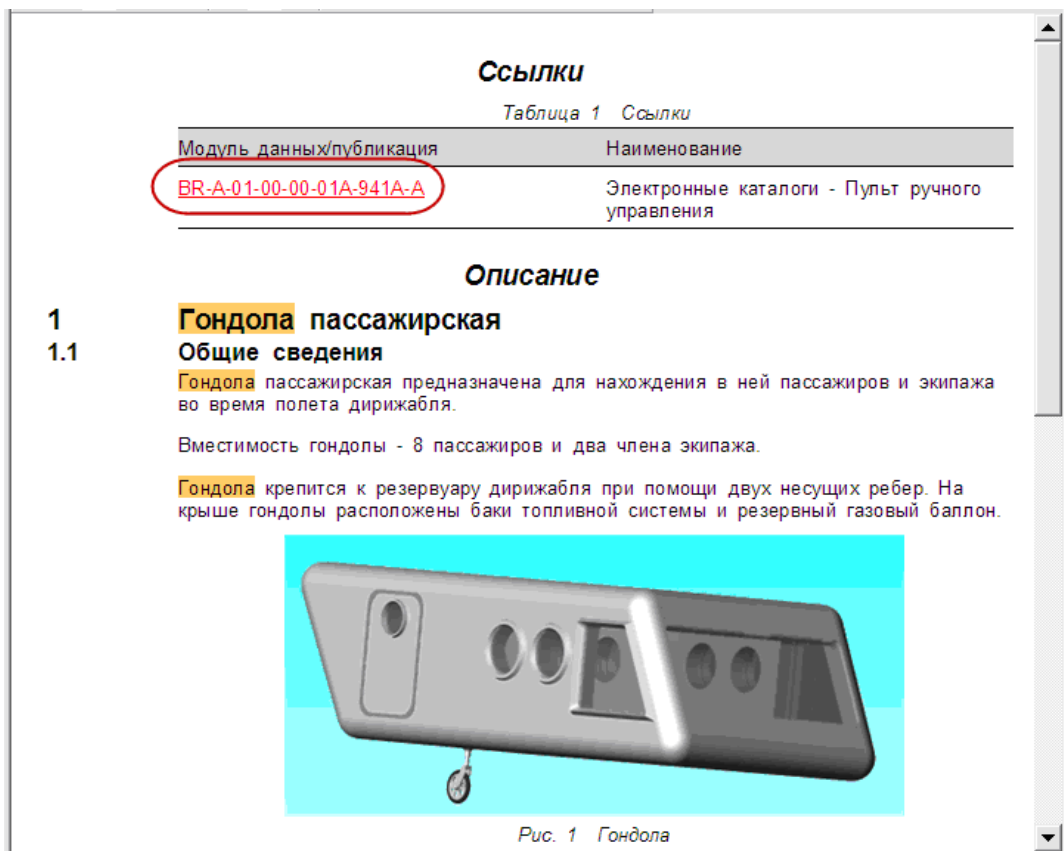 Ссылки
Таблица 1 Ссылки
Модуль данных/публикация Наименование
BR-A-01-00-00-01A-941A-A Электронные каталоги - Пульт ручного
управления
Описание
1 Гондола пассажирская
1.1 Общие сведения
Гондола пассажирская предназначена для нахождения в ней пассажиров и экипажа
во время полета дирижабля.
Вместимость гондолы - 8 пассажиров и два члена экипажа.
Гондола крепится к резервуару дирижабля при помощи двух несущих ребер. На
крыше гондолы расположены баки топливной системы и резервный газовый баллон.
Рис. 1 Гондола